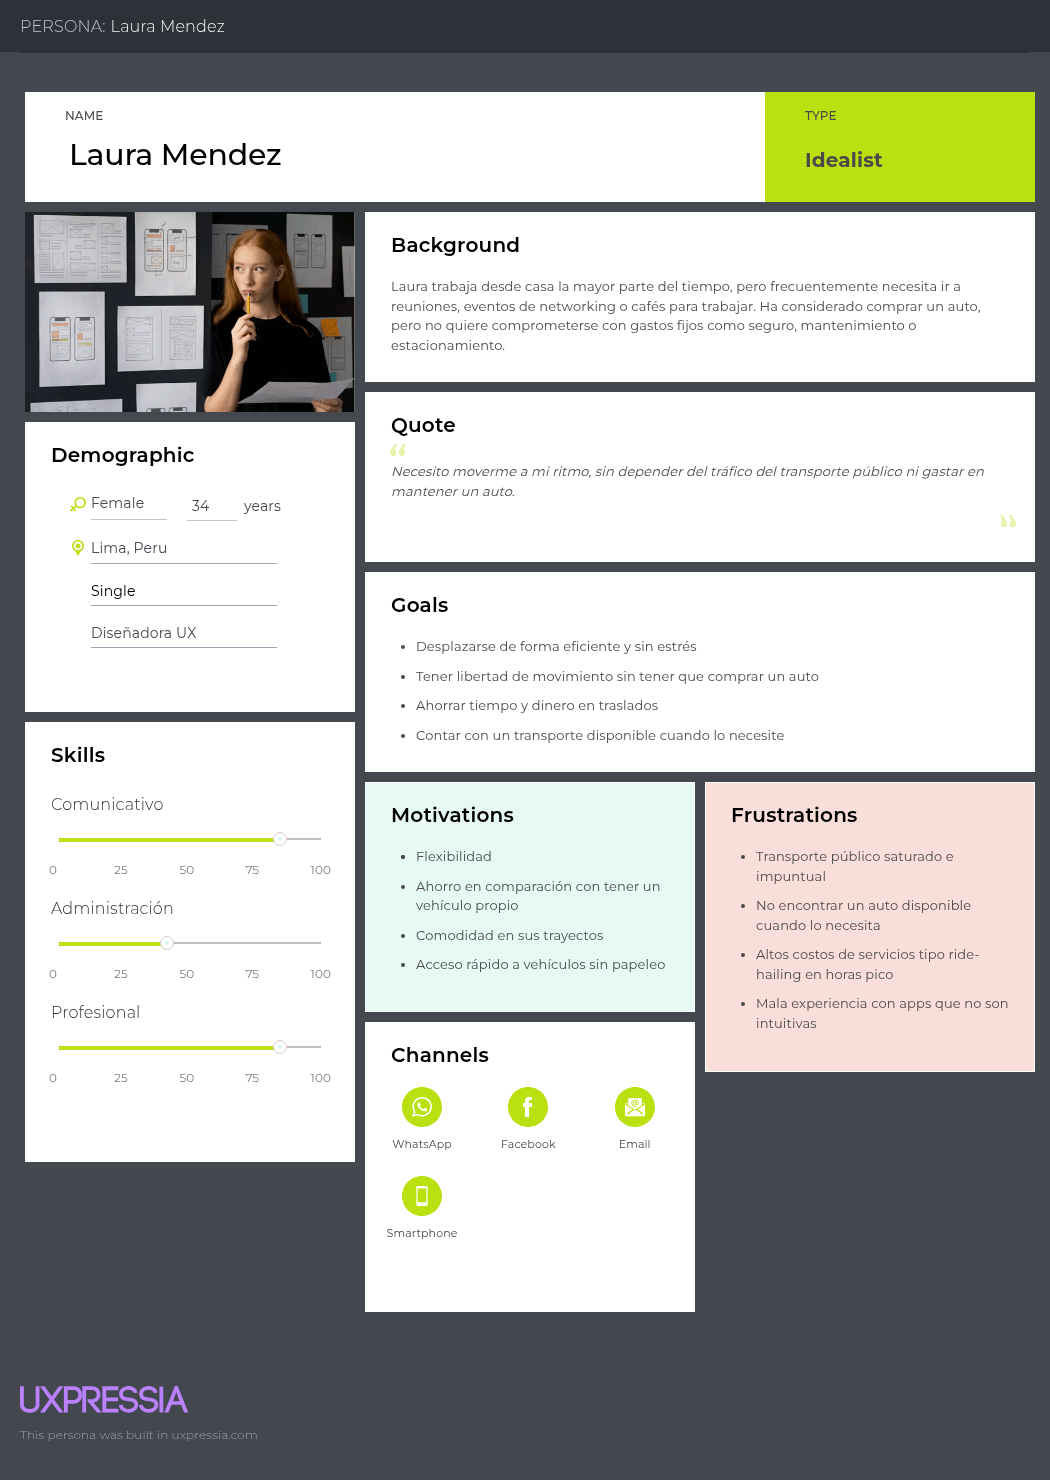 PERSONA: Laura Mendez
NAME
Laura Mendez
TYPE
Idealist
Background
Laura trabaja desde casa la mayor parte del tiempo, pero frecuentemente necesita ir a
reuniones, eventos de networking o cafés para trabajar. Ha considerado comprar un auto,
pero no quiere comprometerse con gastos fijos como seguro, mantenimiento o
estacionamiento.
Quote
“
Necesito moverme a mi ritmo, sin depender del tráfico del transporte público ni gastar en
mantener un auto.
”
Demographic
Female 34 years
Lima, Peru
Single
Diseñadora UX
Goals
• Desplazarse de forma eficiente y sin estrés
• Tener libertad de movimiento sin tener que comprar un auto
• Ahorrar tiempo y dinero en traslados
• Contar con un transporte disponible cuando lo necesite
Skills
Comunicativo
0 25 50 75 100
Administración
0 25 50 75 100
Profesional
0 25 50 75 100
Motivations
• Flexibilidad
• Ahorro en comparación con tener un
vehículo propio
• Comodidad en sus trayectos
• Acceso rápido a vehículos sin papeleo
Frustrations
• Transporte público saturado e
impuntual
• No encontrar un auto disponible
cuando lo necesita
• Altos costos de servicios tipo ride-
hailing en horas pico
• Mala experiencia con apps que no son
intuitivas
Channels
WhatsApp Facebook Email
Smartphone
UXPRESSIA
This persona was built in uxpressia.com